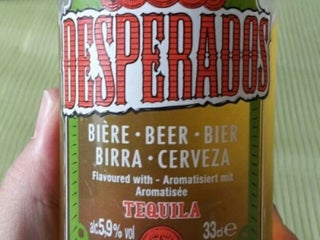 DESPERADOS
BIÈRE · BEER · BIER
BIRRA · CERVEZA
Flavoured with - Aromatisiert mit
Aromatisée
TEQUILA
alc5,9% vol 33cl e